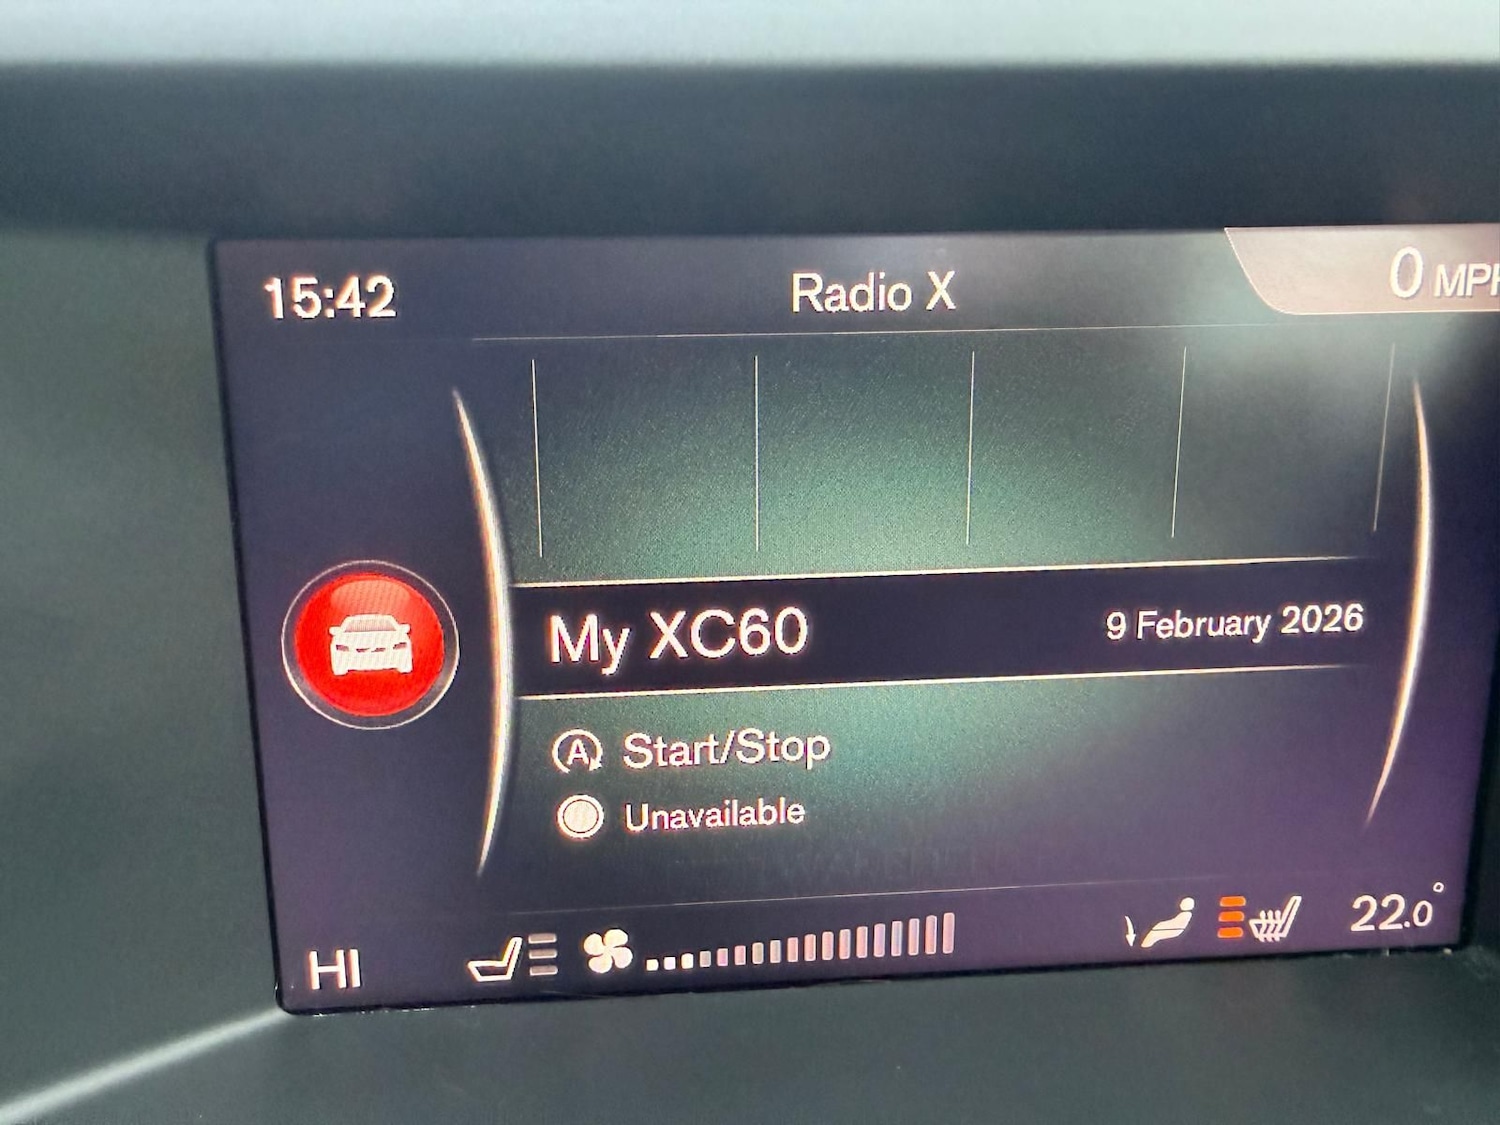 15:42
Radio X
0 MPH
My XC60
9 February 2026
A Start/Stop
Unavailable
HI
22.0°